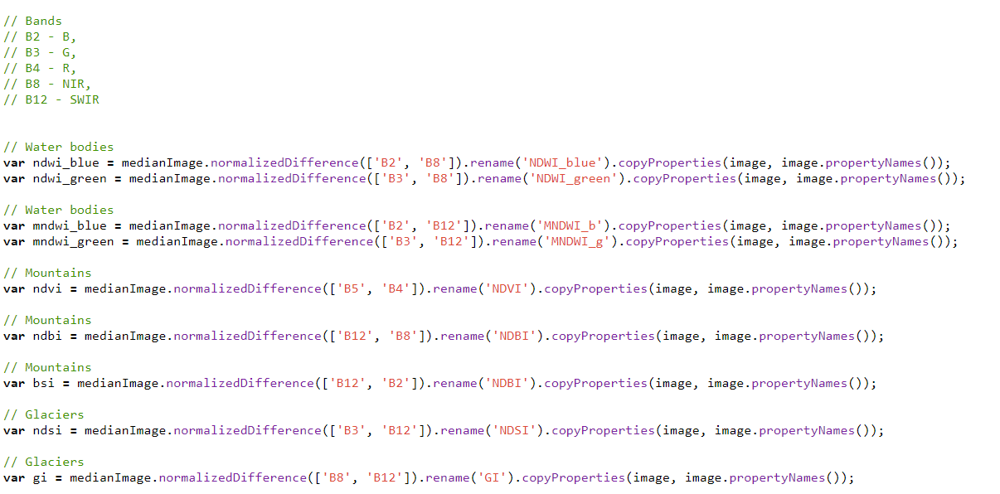 // Bands
// B2 - B,
// B3 - G,
// B4 - R,
// B8 - NIR,
// B12 - SWIR
// Water bodies
var ndwi_blue = medianImage.normalizedDifference(['B2', 'B8']).rename('NDWI_blue').copyProperties(image, image.propertyNames());
var ndwi_green = medianImage.normalizedDifference(['B3', 'B8']).rename('NDWI_green').copyProperties(image, image.propertyNames());
// Water bodies
var mndwi_blue = medianImage.normalizedDifference(['B2', 'B12']).rename('MNDWI_b').copyProperties(image, image.propertyNames());
var mndwi_green = medianImage.normalizedDifference(['B3', 'B12']).rename('MNDWI_g').copyProperties(image, image.propertyNames());
// Mountains
var ndvi = medianImage.normalizedDifference(['B5', 'B4']).rename('NDVI').copyProperties(image, image.propertyNames());
// Mountains
var ndbi = medianImage.normalizedDifference(['B12', 'B8']).rename('NDBI').copyProperties(image, image.propertyNames());
// Mountains
var bsi = medianImage.normalizedDifference(['B12', 'B2']).rename('NDBI').copyProperties(image, image.propertyNames());
// Glaciers
var ndsi = medianImage.normalizedDifference(['B3', 'B12']).rename('NDSI').copyProperties(image, image.propertyNames());
// Glaciers
var gi = medianImage.normalizedDifference(['B8', 'B12']).rename('GI').copyProperties(image, image.propertyNames());